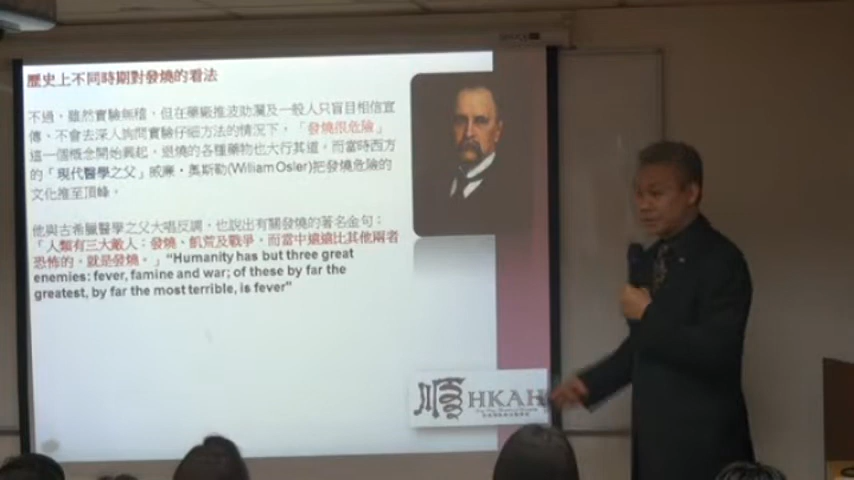 歷史上不同時期對發燒的看法
不過，雖然實驗無稽，但在藥廠推波助瀾及一般人只盲目相信宣
傳、不會去深入詢問實驗仔細方法的情況下，「發燒很危險」
這一個概念開始興起，退燒的各種藥物也大行其道。而當時西方
的「現代醫學之父」威廉·奧斯勒(William Osler)把發燒危險的
文化推至頂峰。
他與古希臘醫學之父大唱反調，也說出有關發燒的著名金句：
「人類有三大敵人：發燒、飢荒及戰爭，而當中遠遠比其他兩者
恐怖的，就是發燒。」“Humanity has but three great
enemies: fever, famine and war; of these by far the
greatest, by far the most terrible, is fever”
HKAH